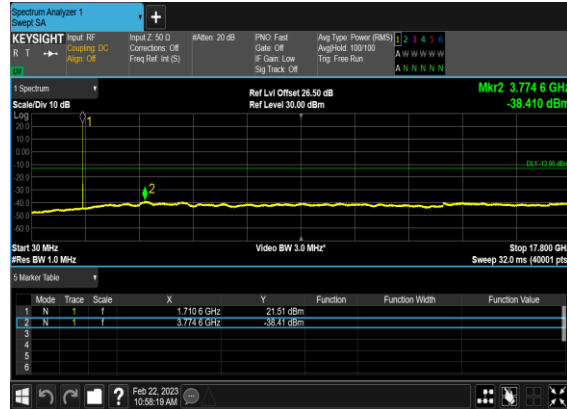 Spectrum Analyzer 1
Swept SA
+
KEYSIGHT
R T
Input: RF
Coupling: DC
Align: Off
Input Z: 50 Ω
Corrections: Off
Freq Ref: Int (S)
#Atten: 20 dB
PNO: Fast
Gate: Off
IF Gain: Low
Sig Track: Off
Avg Type: Power (RMS)
Avg|Hold: 100/100
Trig: Free Run
1 2 3 4 5 6
A W W W W W
A N N N N N
1 Spectrum
Scale/Div 10 dB
Ref Lvl Offset 26.50 dB
Ref Level 30.00 dBm
Mkr2 3.774 6 GHz
-38.410 dBm
Log
20.0
10.0
0.00
-10.0
-20.0
-30.0
-40.0
-50.0
-60.0
1
2
DL1 -13.00 dBm
Start 30 MHz
#Res BW 1.0 MHz
Video BW 3.0 MHz*
Stop 17.800 GHz
Sweep 32.0 ms (40001 pts)
5 Marker Table
Mode Trace Scale X Y Function Function Width Function Value
1 N 1 f 1.710 6 GHz 21.51 dBm
2 N 1 f 3.774 6 GHz -38.41 dBm
3
4
5
6
?
Feb 22, 2023
10:58:19 AM